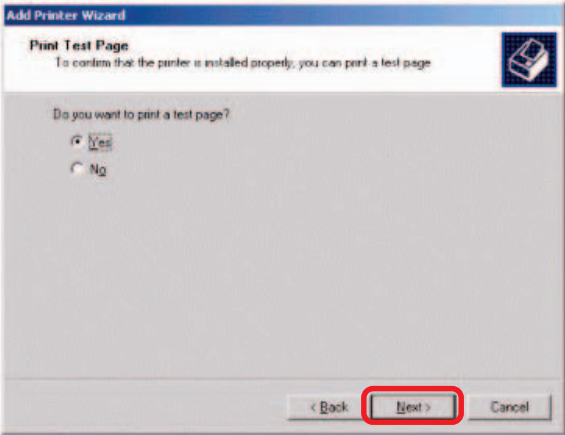 Add Printer Wizard
Print Test Page
To confirm that the printer is installed properly, you can print a test page
Do you want to print a test page?
Yes
No
< Back
Next >
Cancel